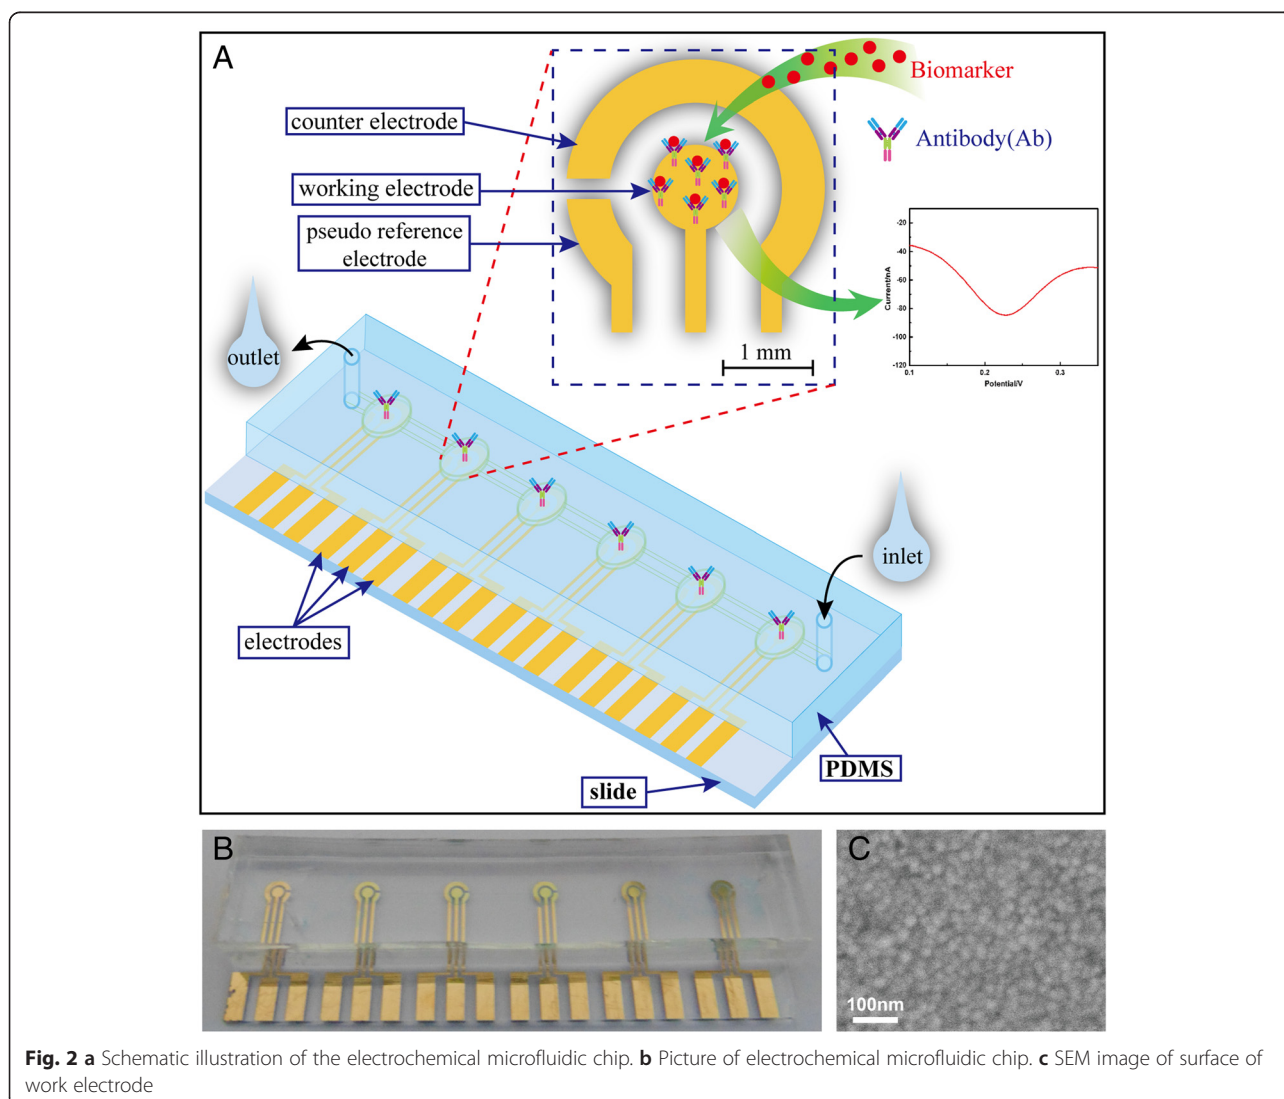 A
Biomarker
counter electrode
Antibody(Ab)
working electrode
pseudo reference
electrode
-20
-40
-60
-80
-100
-120
Current/nA
0.1
0.2
0.3
Potential/V
1 mm
outlet
inlet
electrodes
PDMS
slide
B
C
100nm
Fig. 2 a Schematic illustration of the electrochemical microfluidic chip. b Picture of electrochemical microfluidic chip. c SEM image of surface of
work electrode